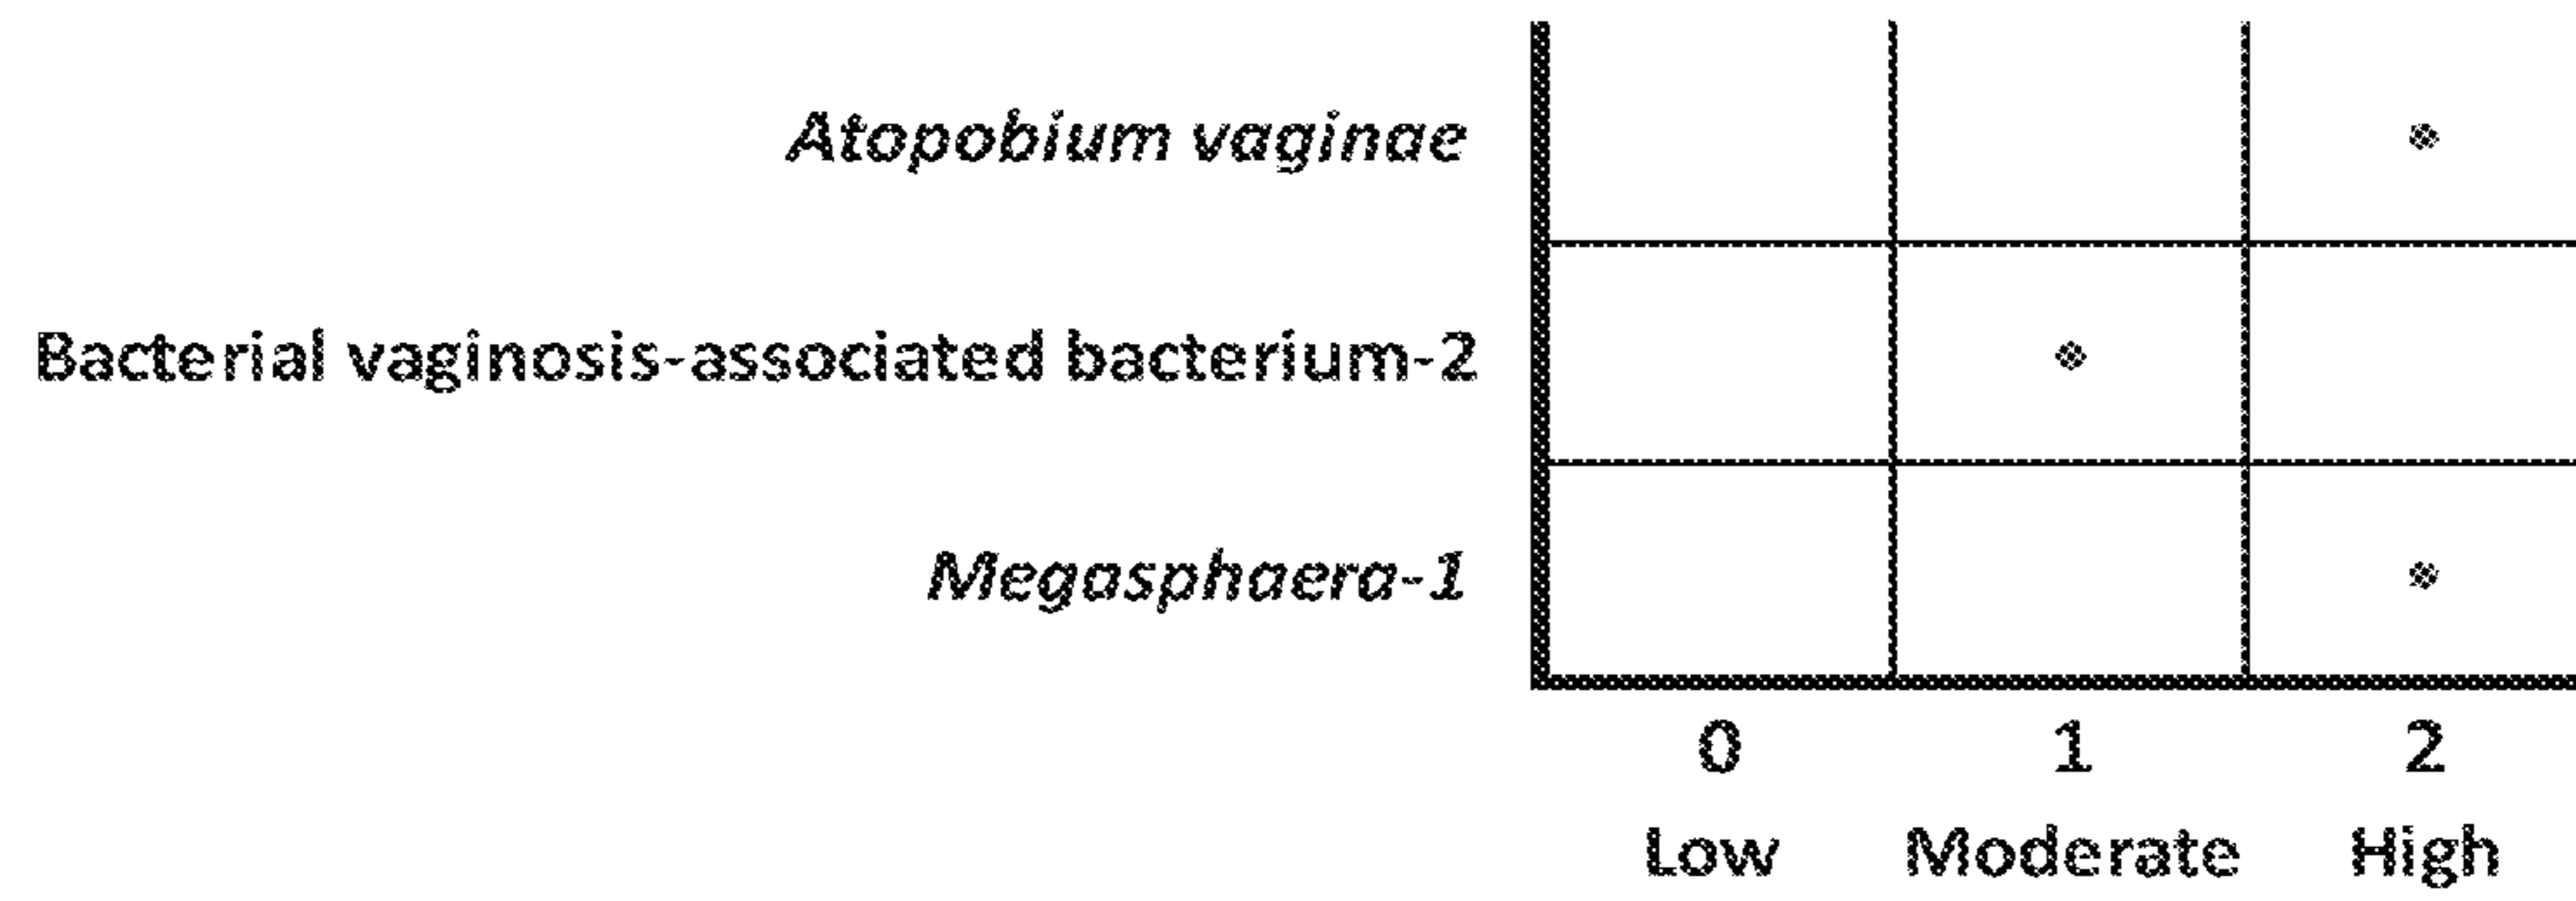 Atopobium vaginae
Bacterial vaginosis-associated bacterium-2
Megasphaera-1
0 1 2
Low Moderate High